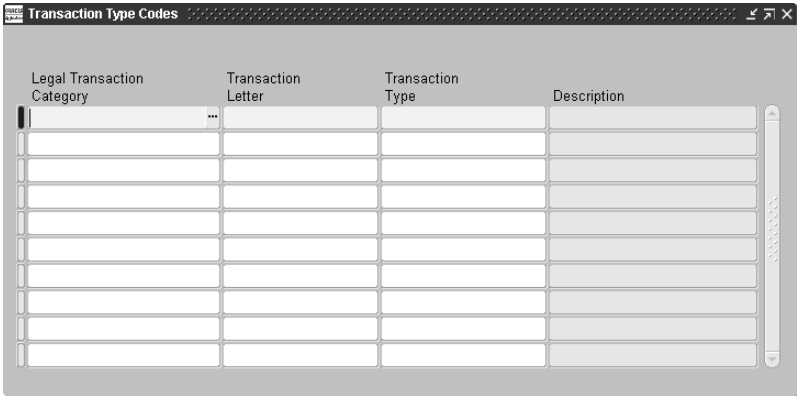 Transaction Type Codes
Legal Transaction Category
Transaction Letter
Transaction Type
Description